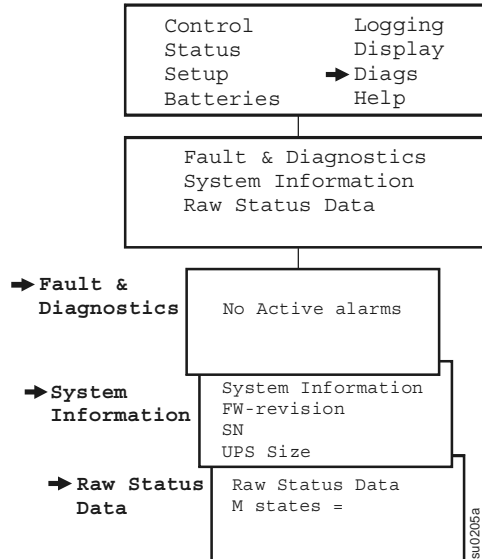 Control Logging
Status Display
Setup → Diags
Batteries Help
Fault & Diagnostics
System Information
Raw Status Data
→ Fault &
Diagnostics
No Active alarms
→ System
Information
System Information
FW-revision
SN
UPS Size
→ Raw Status
Data
Raw Status Data
M states =
su0205a